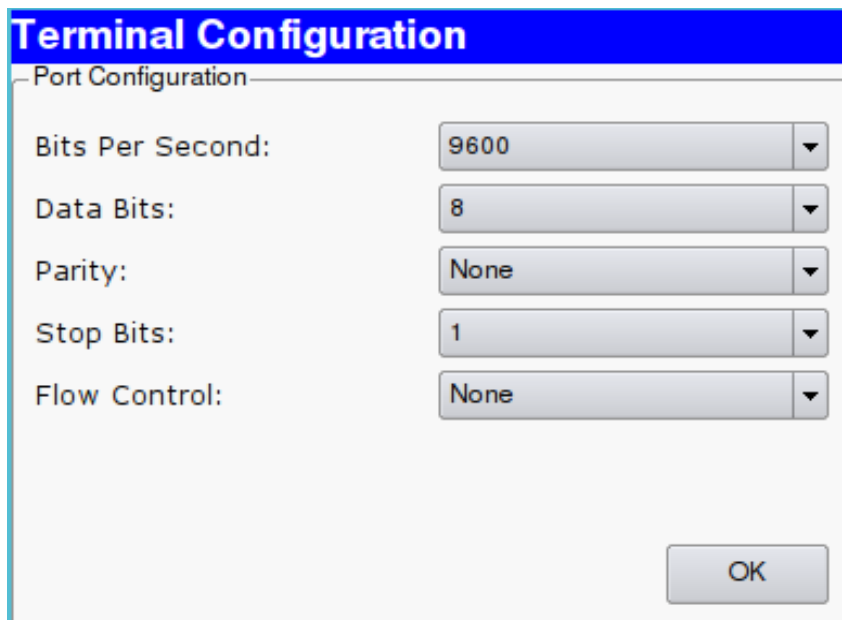 Terminal Configuration
Port Configuration
Bits Per Second: 9600
Data Bits: 8
Parity: None
Stop Bits: 1
Flow Control: None
OK